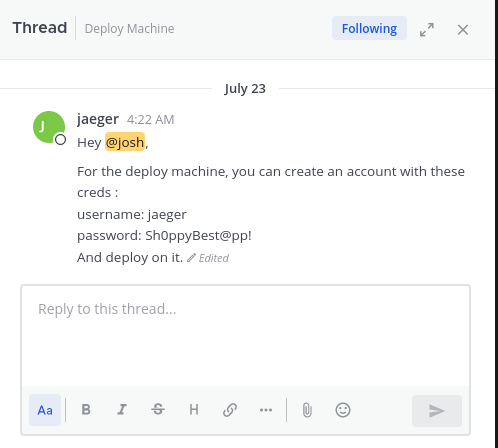 Thread Deploy Machine Following
July 23
J jaeger 4:22 AM
Hey @josh,
For the deploy machine, you can create an account with these
creds :
username: jaeger
password: Sh0ppyBest@pp!
And deploy on it. Edited
Reply to this thread...
Aa B I S H